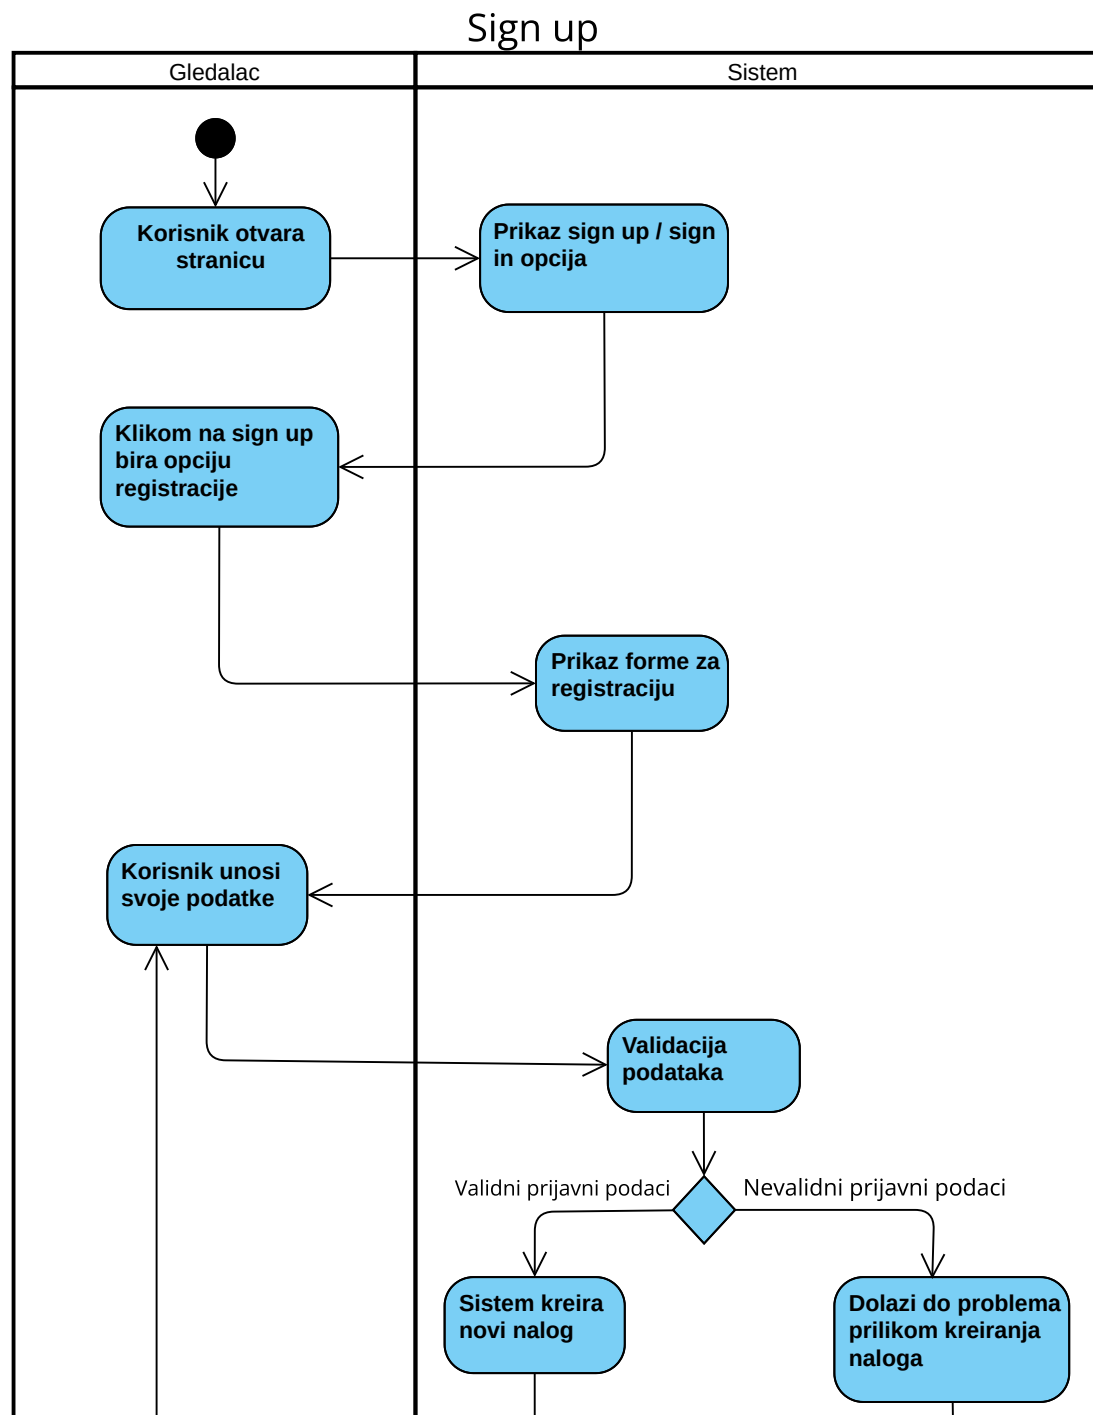 Sign up
Gledalac
Sistem
Korisnik otvara
stranicu
Prikaz sign up / sign
in opcija
Klikom na sign up
bira opciju
registracije
Prikaz forme za
registraciju
Korisnik unosi
svoje podatke
Validacija
podataka
Validni prijavni podaci
Nevalidni prijavni podaci
Sistem kreira
novi nalog
Dolazi do problema
prilikom kreiranja
naloga